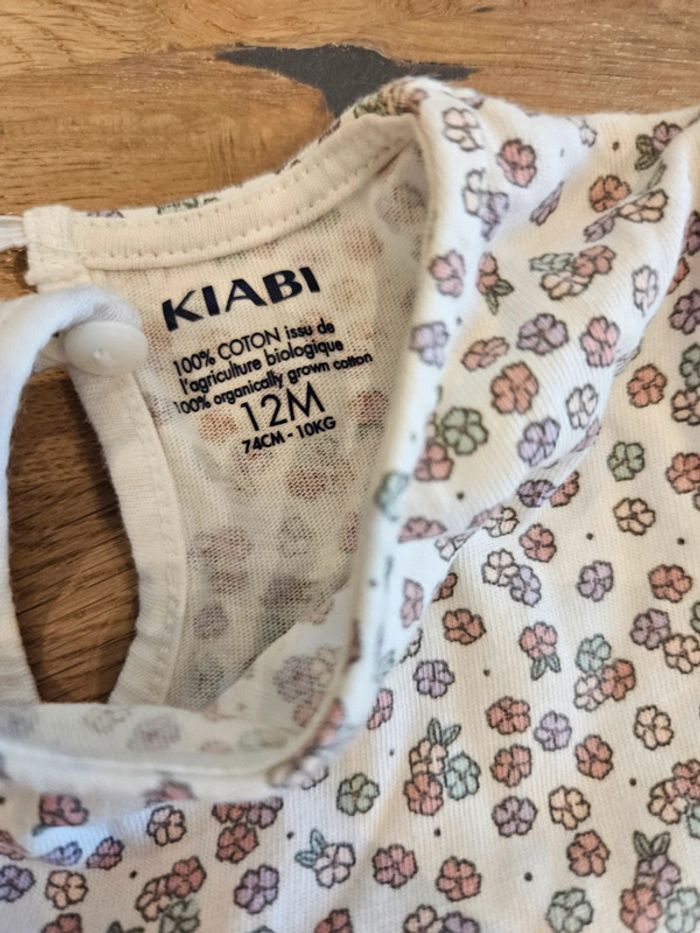 KIABI
100% COTON issu de
l'agriculture biologique
100% organically grown cotton
12M
74CM - 10KG